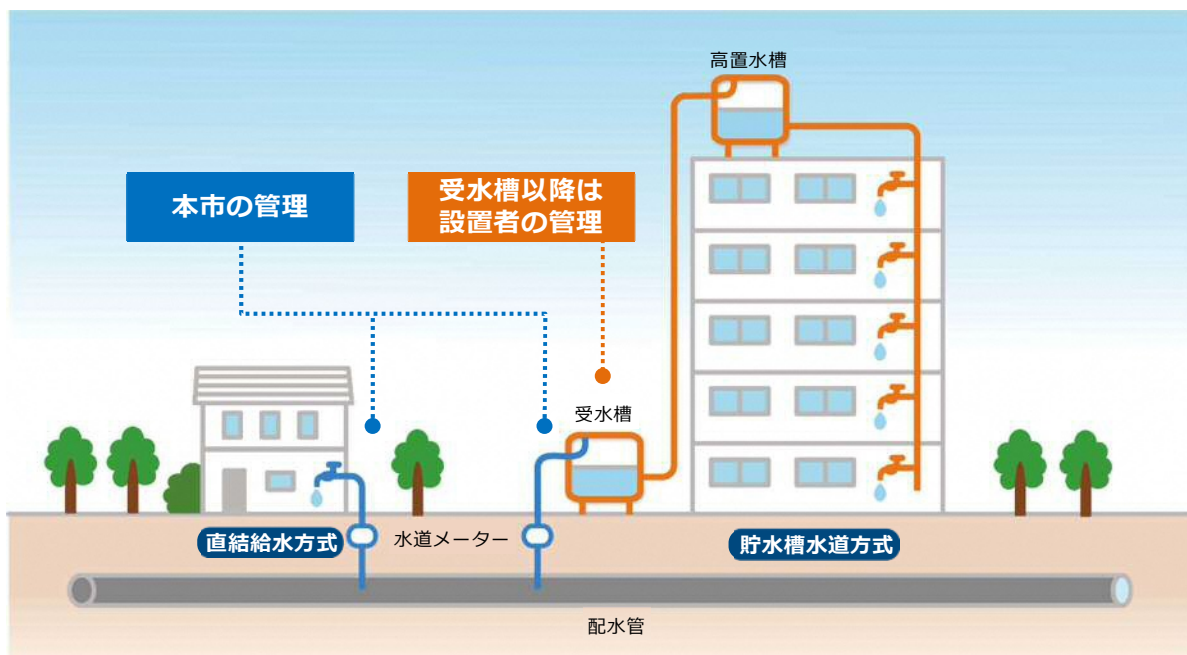 高置水槽
本市の管理
受水槽以降は
設置者の管理
受水槽
直結給水方式
水道メーター
貯水槽水道方式
配水管